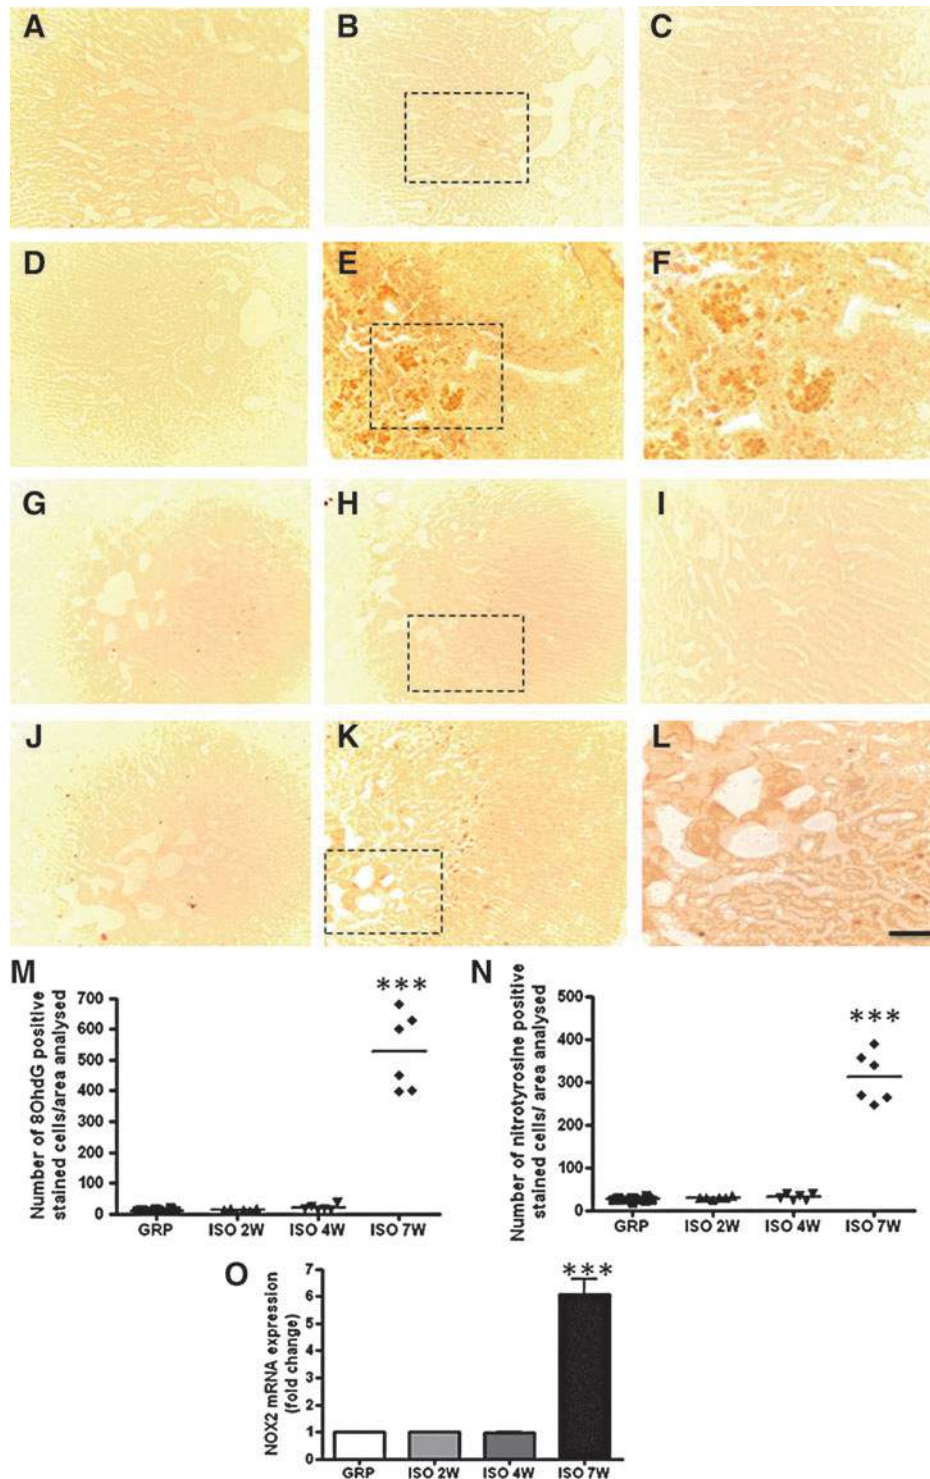 A
B
C
D
E
F
G
H
I
J
K
L
M
Number of 8OhdG positive
stained cells/area analysed
700
600
500
400
300
200
100
0
***
GRP
ISO 2W
ISO 4W
ISO 7W
N
Number of nitrotyrosine positive
stained cells/ area analysed
500
400
300
200
100
0
***
GRP
ISO 2W
ISO 4W
ISO 7W
O
NOX2 mRNA expression
(fold change)
7
6
5
4
3
2
1
0
***
GRP
ISO 2W
ISO 4W
ISO 7W